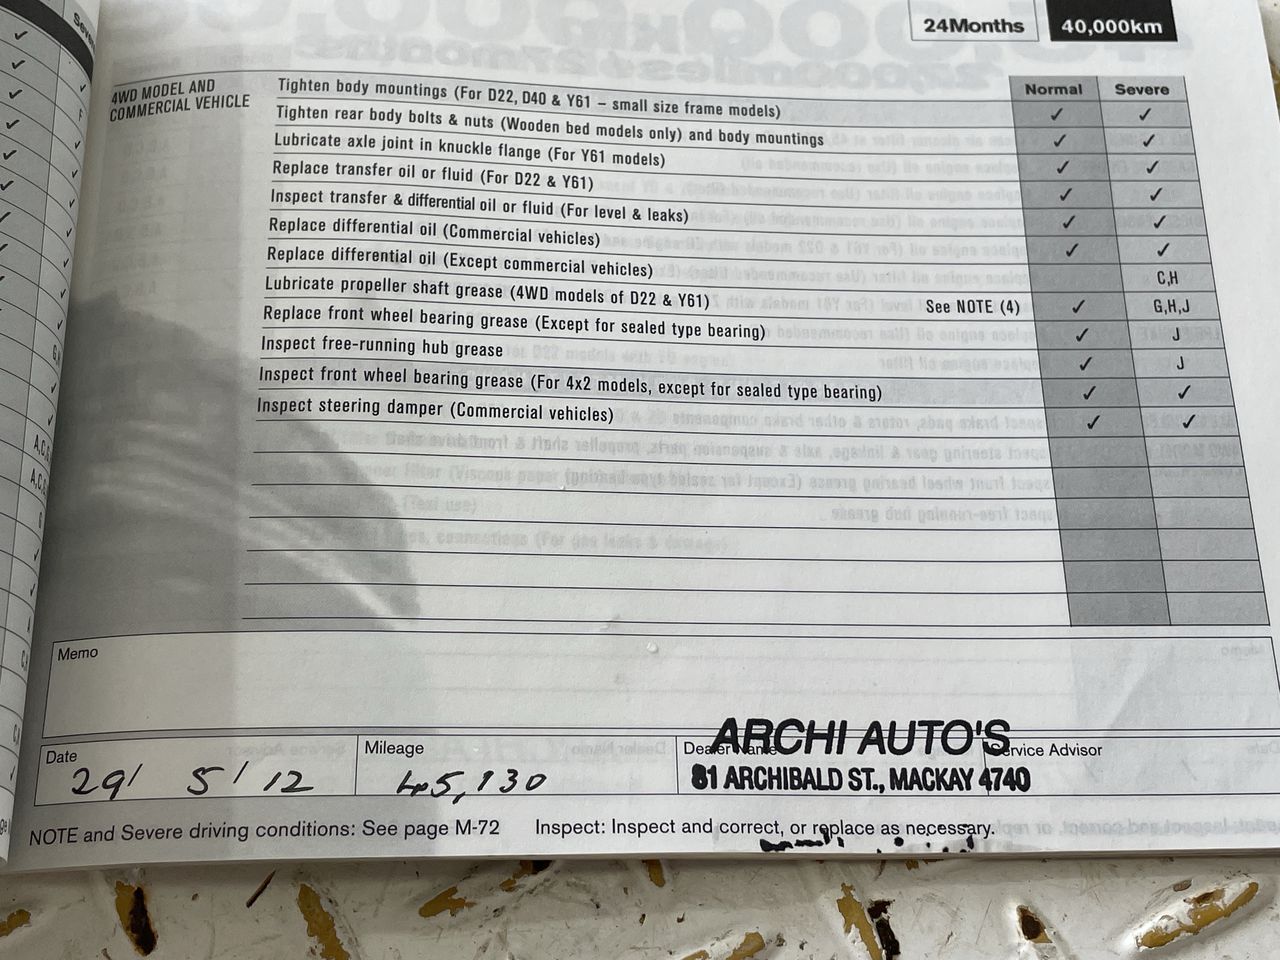 24Months 40,000km
4WD MODEL AND
COMMERCIAL VEHICLE
Normal Severe
Tighten body mountings (For D22, D40 & Y61 – small size frame models) ✓ ✓
Tighten rear body bolts & nuts (Wooden bed models only) and body mountings ✓ ✓
Lubricate axle joint in knuckle flange (For Y61 models) ✓ ✓
Replace transfer oil or fluid (For D22 & Y61) ✓ ✓
Inspect transfer & differential oil or fluid (For level & leaks) ✓ ✓
Replace differential oil (Commercial vehicles) ✓ ✓
Replace differential oil (Except commercial vehicles) C,H
Lubricate propeller shaft grease (4WD models of D22 & Y61) See NOTE (4) ✓ G,H,J
Replace front wheel bearing grease (Except for sealed type bearing) ✓ J
Inspect free-running hub grease ✓ J
Inspect front wheel bearing grease (For 4x2 models, except for sealed type bearing) ✓ ✓
Inspect steering damper (Commercial vehicles) ✓ ✓
Memo
Date Mileage Dealer Name Service Advisor
29/ 5/ 12 45,130
ARCHI AUTO'S
81 ARCHIBALD ST., MACKAY 4740
NOTE and Severe driving conditions: See page M-72 Inspect: Inspect and correct, or replace as necessary.